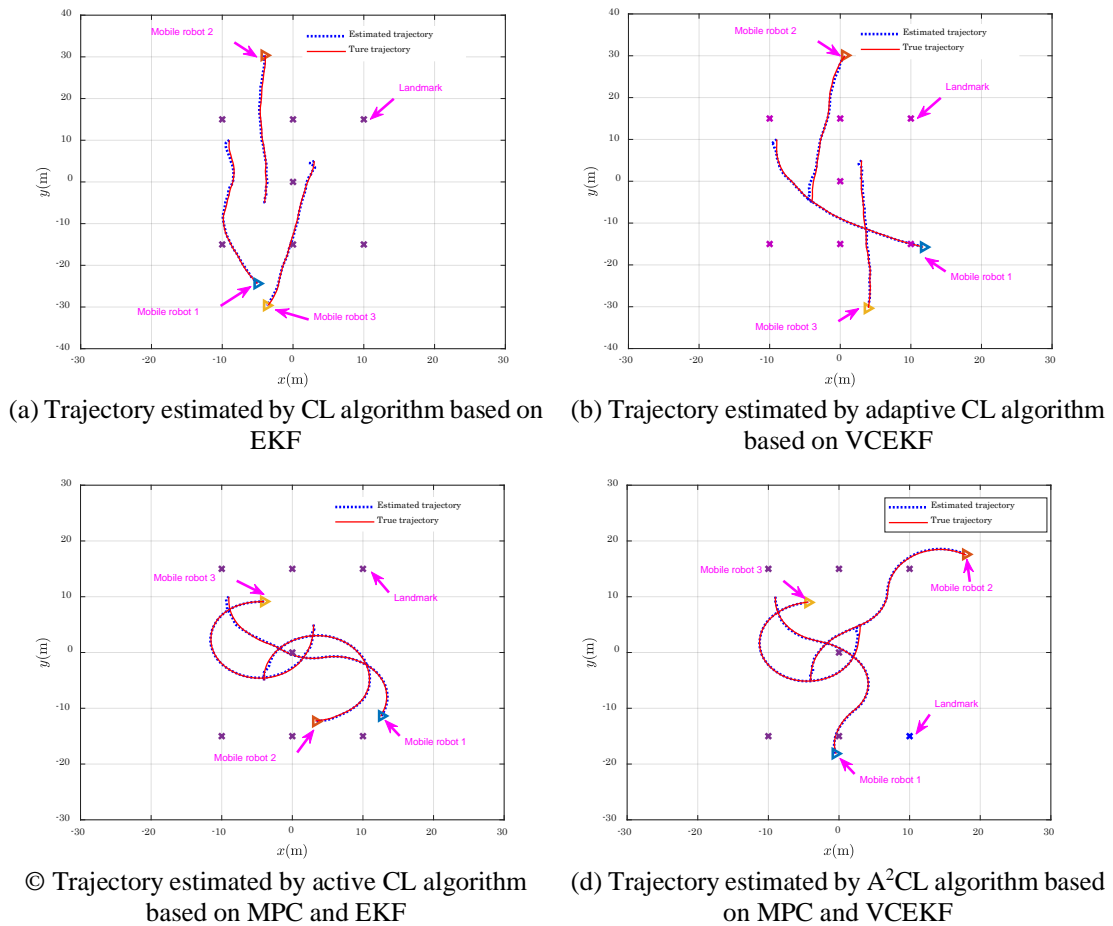 Mobile robot 2
Estimated trajectory
Ture trajectory
Landmark
Mobile robot 1
Mobile robot 3
30
20
10
0
-10
-20
-30
-40
y(m)
-30
-20
-10
0
10
20
30
x(m)
(a) Trajectory estimated by CL algorithm based on
EKF
Mobile robot 2
Estimated trajectory
True trajectory
Landmark
Mobile robot 1
Mobile robot 3
30
20
10
0
-10
-20
-30
-40
y(m)
-30
-20
-10
0
10
20
30
x(m)
(b) Trajectory estimated by adaptive CL algorithm
based on VCEKF
Estimated trajectory
True trajectory
Mobile robot 3
Landmark
Mobile robot 1
Mobile robot 2
30
20
10
0
-10
-20
-30
y(m)
-30
-20
-10
0
10
20
30
x(m)
© Trajectory estimated by active CL algorithm
based on MPC and EKF
Estimated trajectory
True trajectory
Mobile robot 3
Mobile robot 2
Landmark
Mobile robot 1
30
20
10
0
-10
-20
-30
y(m)
-30
-20
-10
0
10
20
30
x(m)
(d) Trajectory estimated by A²CL algorithm based
on MPC and VCEKF